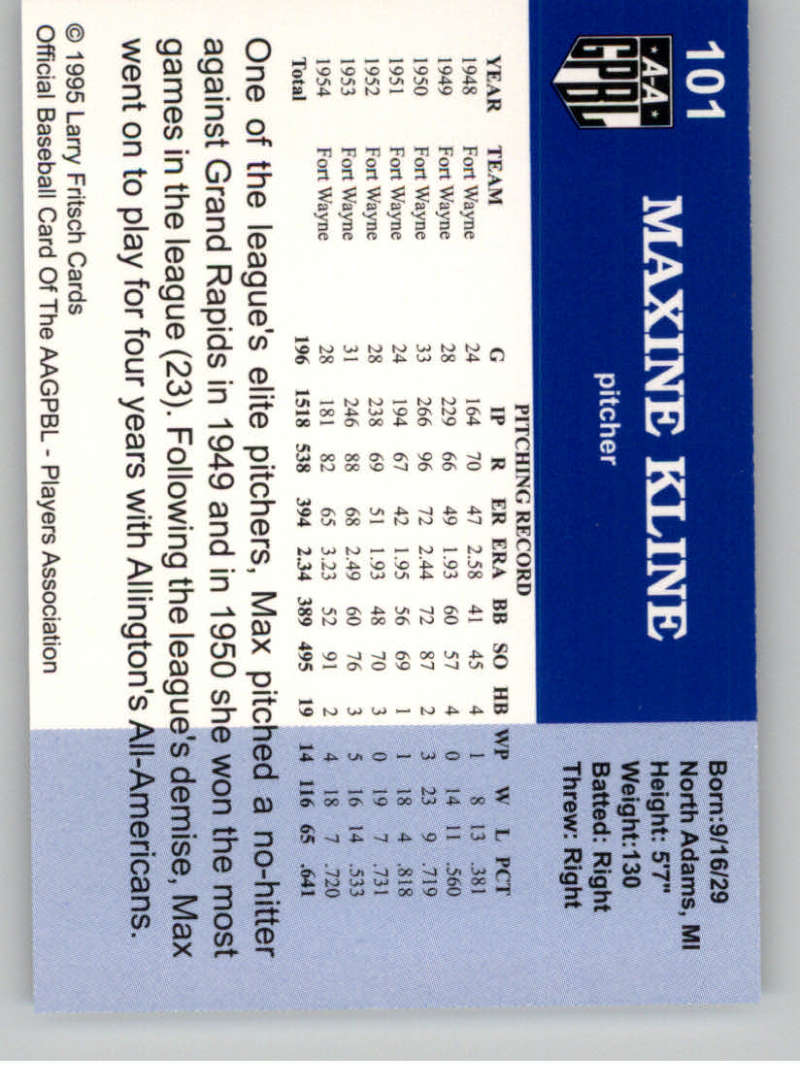 101
MAXINE KLINE
pitcher
A-A
GPBL
Born:9/16/29
North Adams, MI
Height: 5'7"
Weight:130
Batted: Right
Threw: Right
PITCHING RECORD
YEAR TEAM G IP R ER ERA BB SO HB WP W L PCT
1948 Fort Wayne 24 164 70 47 2.58 41 45 4 1 8 13 .381
1949 Fort Wayne 28 229 66 49 1.93 60 57 4 0 14 11 .560
1950 Fort Wayne 33 266 96 72 2.44 72 87 2 3 23 9 .719
1951 Fort Wayne 24 194 67 42 1.95 56 69 1 1 18 4 .818
1952 Fort Wayne 28 238 69 51 1.93 48 70 3 0 19 7 .731
1953 Fort Wayne 31 246 88 68 2.49 60 76 3 5 16 14 .533
1954 Fort Wayne 28 181 82 65 3.23 52 91 2 4 18 7 .720
Total 196 1518 538 394 2.34 389 495 19 14 116 65 .641
One of the league's elite pitchers, Max pitched a no-hitter
against Grand Rapids in 1949 and in 1950 she won the most
games in the league (23). Following the league's demise, Max
went on to play for four years with Allington's All-Americans.
© 1995 Larry Fritsch Cards
Official Baseball Card Of The AAGPBL - Players Association